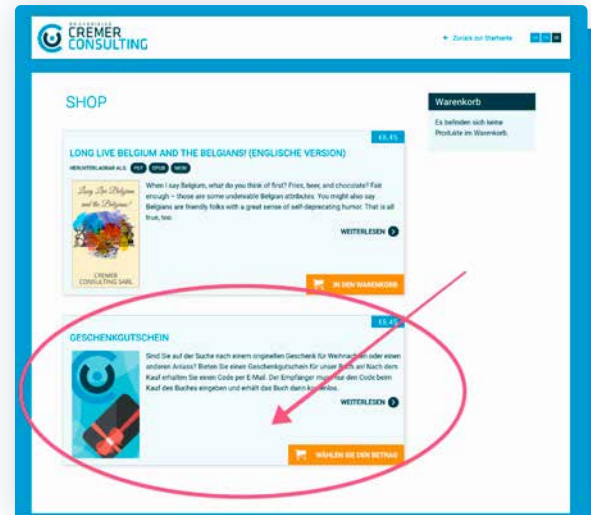 CREMER
CONSULTING
Zurück zur Startseite
SHOP
Warenkorb
Es befinden sich keine
Produkte im Warenkorb.
€6,45
LONG LIVE BELGIUM AND THE BELGIANS! (ENGLISCHE VERSION)
HERUNTERLADBAR ALS: PDF EPUB MOBI
When I say Belgium, what do you think of first? Fries, beer, and chocolate? Fair
enough – those are some undeniable Belgian attributes. You might also say
Belgians are friendly folks with a great sense of self-deprecating humor. That is all
true, too.
WEITERLESEN
Long Live Belgium
and the Belgians!
CREMER
CONSULTING SARL
IN DEN WARENKORB
€6,45
GESCHENKGUTSCHEIN
Sind Sie auf der Suche nach einem originellen Geschenk für Weihnachten oder einen
anderen Anlass? Bieten Sie einen Geschenkgutschein für unser Buch an! Nach dem
Kauf erhalten Sie einen Code per E-Mail. Der Empfänger muss nur den Code beim
Kauf des Buches eingeben und erhält das Buch dann kostenlos.
WEITERLESEN
WÄHLEN SIE DEN BETRAG